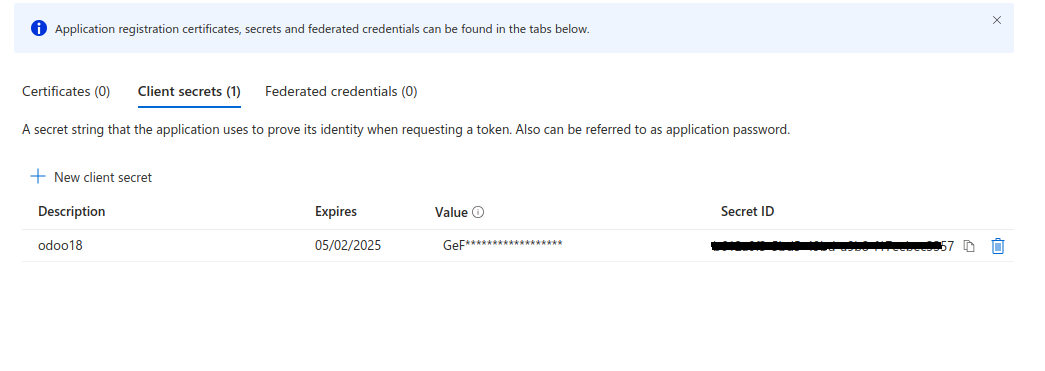 Application registration certificates, secrets and federated credentials can be found in the tabs below.
Certificates (0) Client secrets (1) Federated credentials (0)
A secret string that the application uses to prove its identity when requesting a token. Also can be referred to as application password.
New client secret
Description Expires Value Secret ID
odoo18 05/02/2025 GeF****************** 57